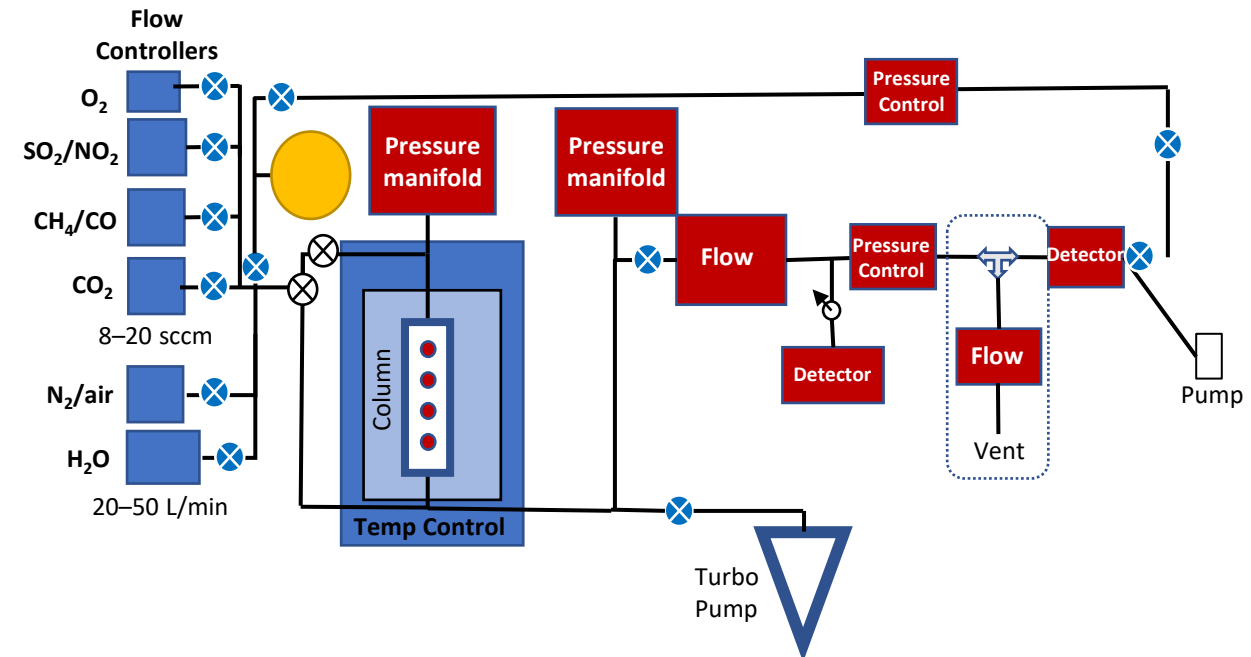 Flow
Controllers
O₂
SO₂/NO₂
CH₄/CO
CO₂
8–20 sccm
N₂/air
H₂O
20–50 L/min
Pressure
manifold
Column
Temp Control
Pressure
manifold
Flow
Detector
Pressure
Control
Pressure
Control
Flow
Vent
Detector
Pump
Turbo
Pump